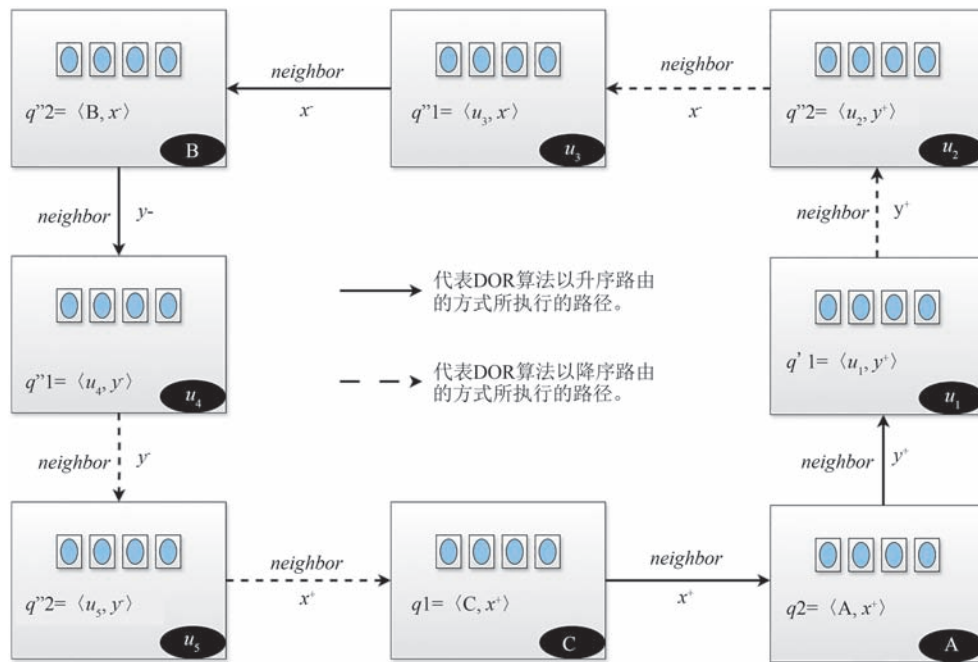 neighbor
x-
neighbor
x-
q”2=〈B, x-〉
B
q”1=〈u3, x-〉
u3
q”2=〈u2, y+〉
u2
neighbor
y-
neighbor
y+
代表DOR算法以升序路由
的方式所执行的路径。
q”1=〈u4, y-〉
u4
代表DOR算法以降序路由
的方式所执行的路径。
q’ 1=〈u1, y+〉
u1
neighbor
y-
neighbor
y+
q”2=〈u5, y-〉
u5
neighbor
x+
q1=〈C, x+〉
C
neighbor
x+
q2=〈A, x+〉
A